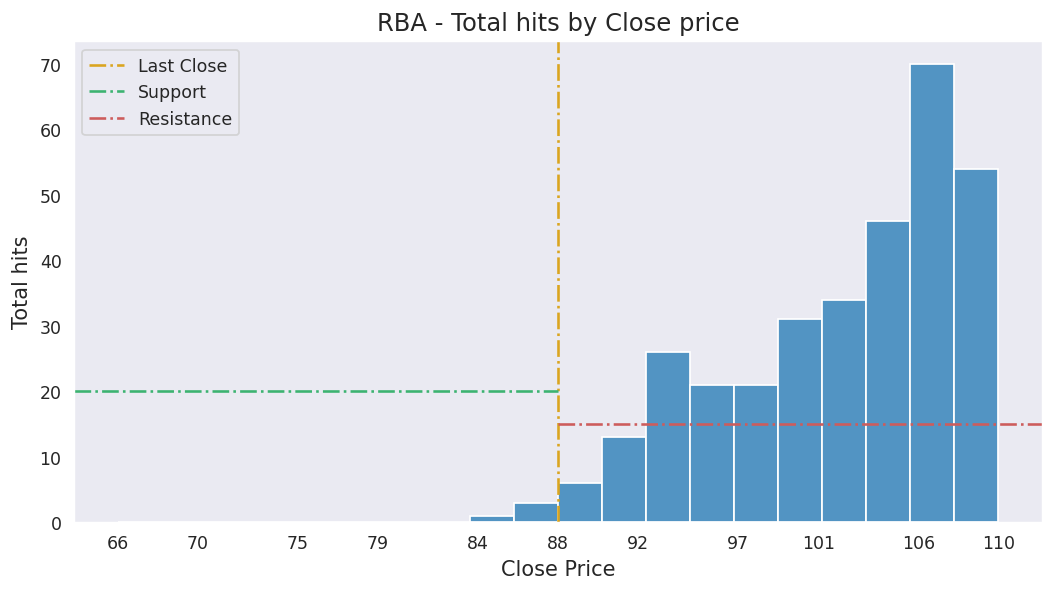 RBA - Total hits by Close price
Last Close
Support
Resistance
Total hits
70
60
50
40
30
20
10
0
66 70 75 79 84 88 92 97 101 106 110
Close Price